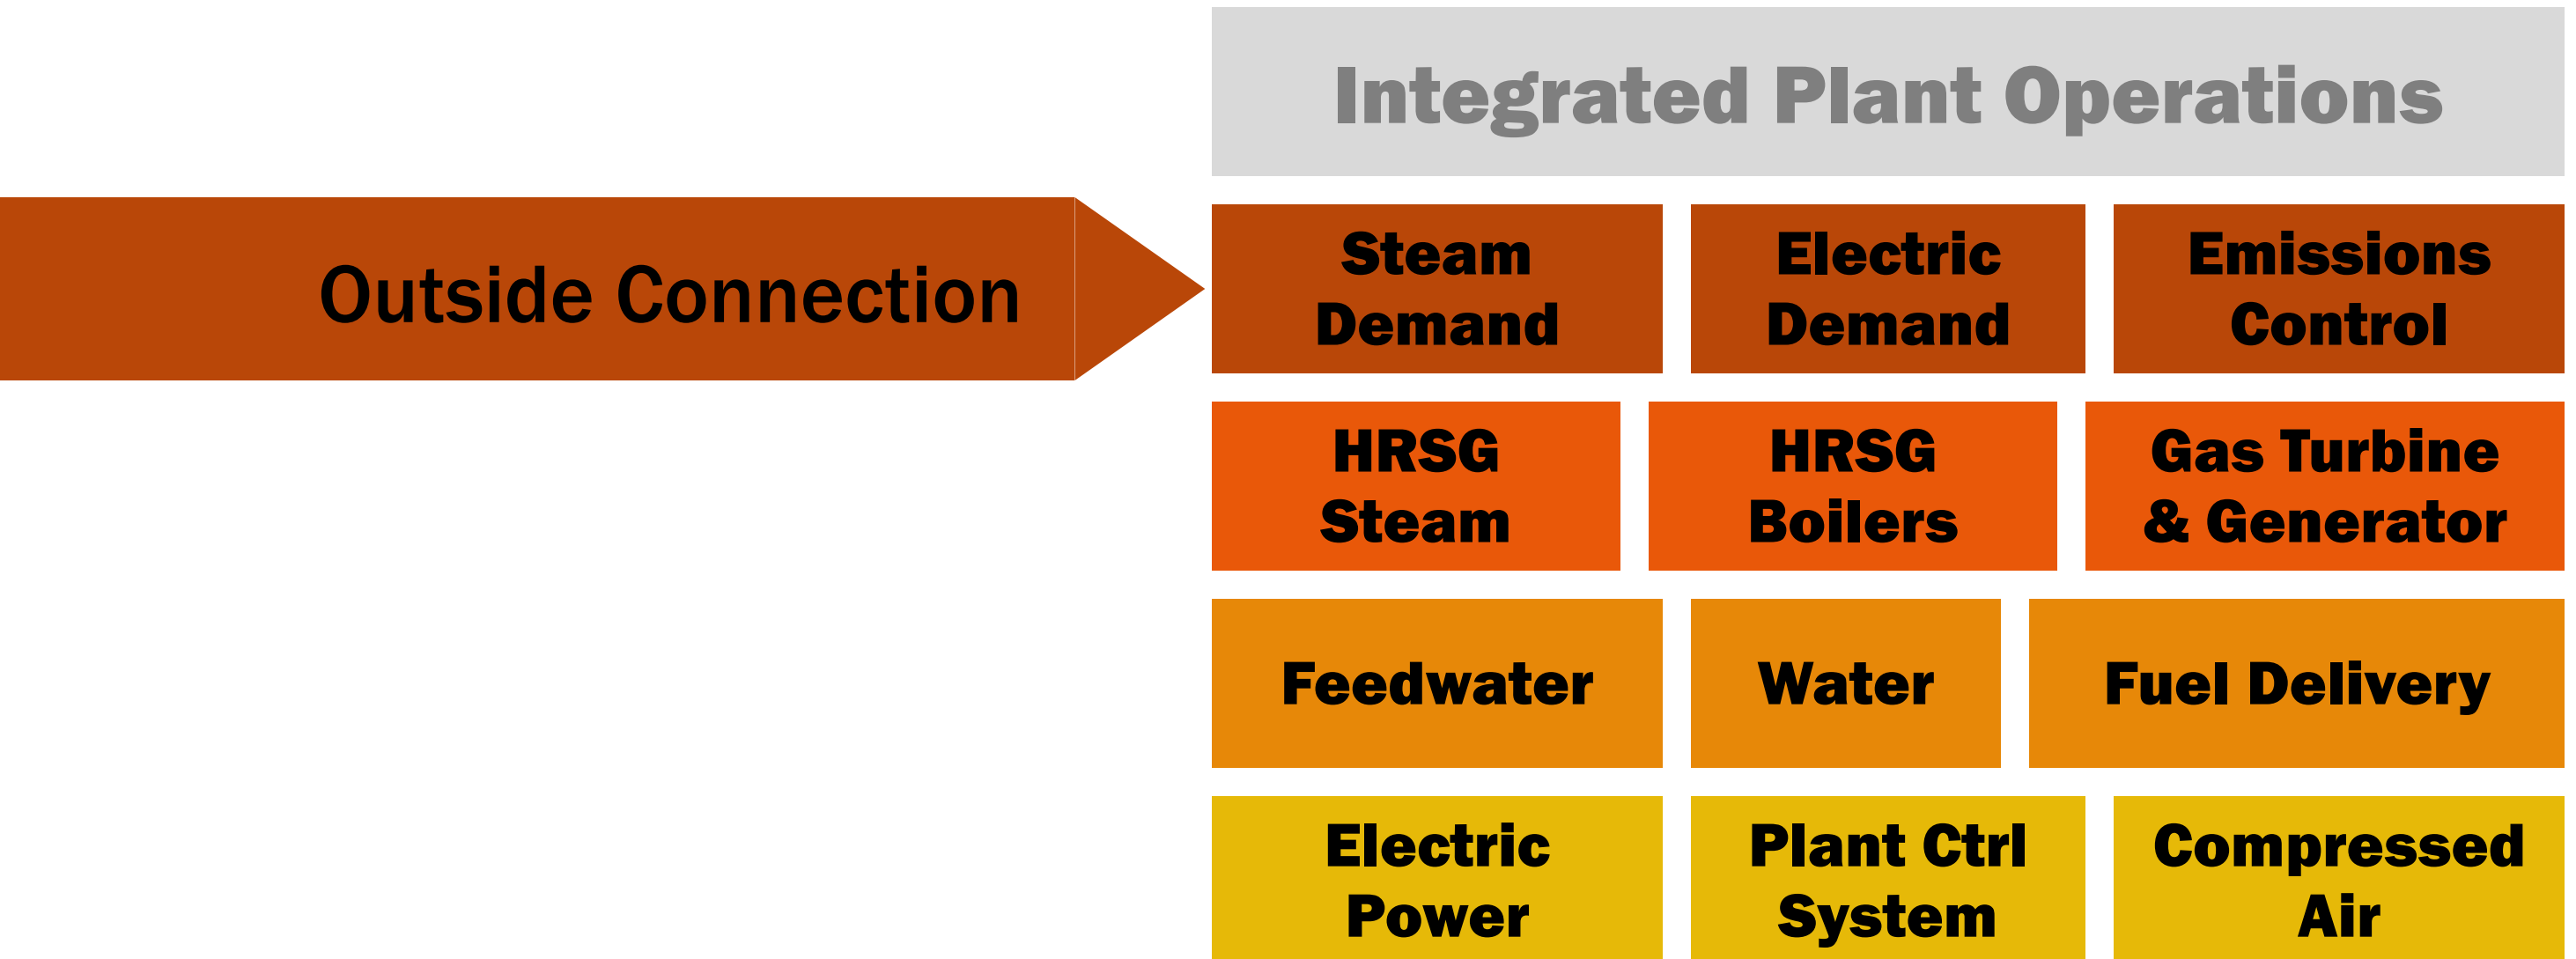 Integrated Plant Operations
Outside Connection
Steam
Demand
Electric
Demand
Emissions
Control
HRSG
Steam
HRSG
Boilers
Gas Turbine
& Generator
Feedwater
Water
Fuel Delivery
Electric
Power
Plant Ctrl
System
Compressed
Air